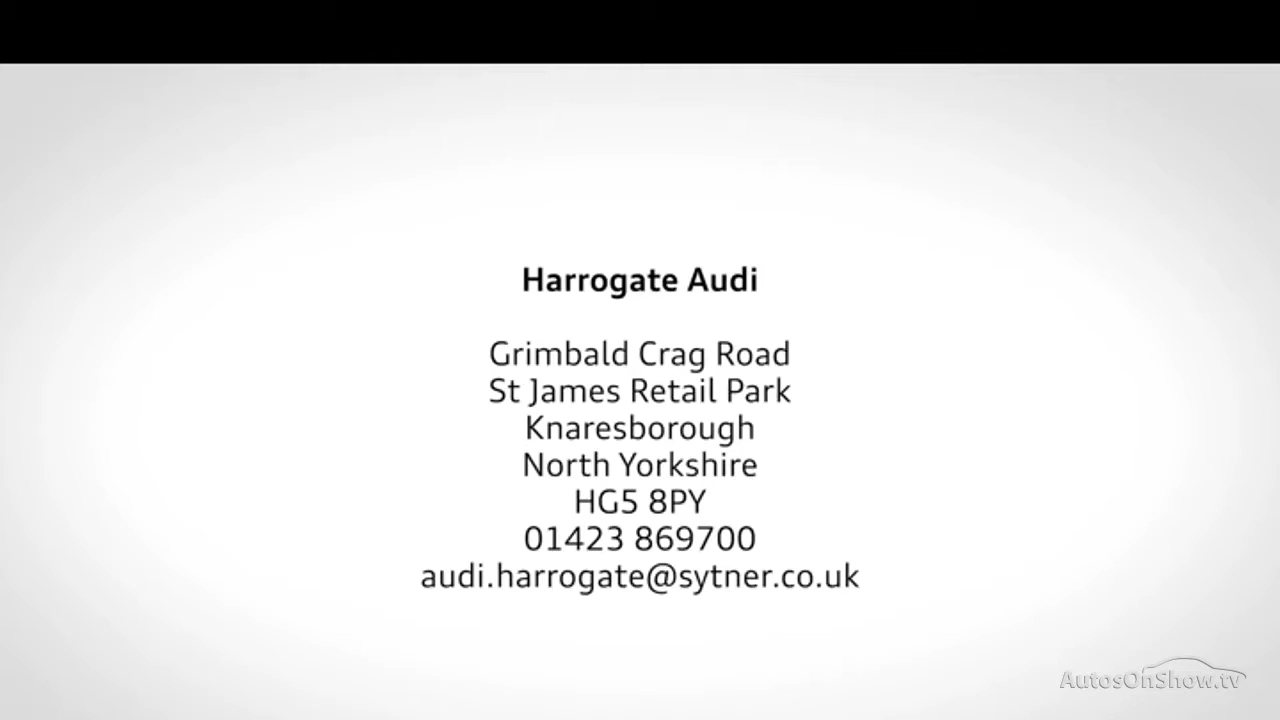 Harrogate Audi
Grimbald Crag Road
St James Retail Park
Knaresborough
North Yorkshire
HG5 8PY
01423 869700
audi.harrogate@sytner.co.uk
AutosOnShow.tv